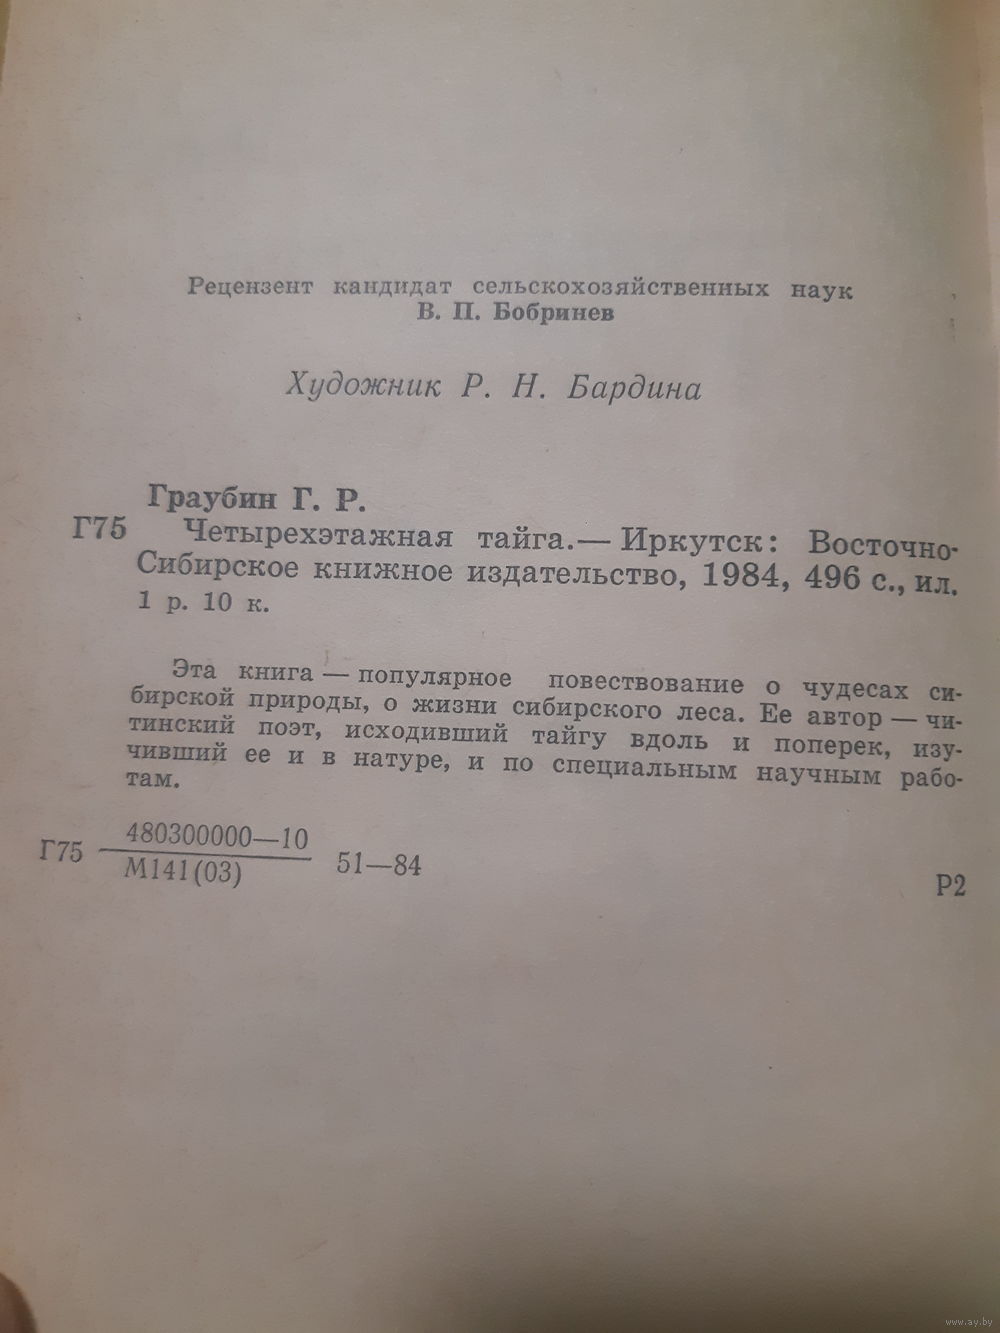 Рецензент кандидат сельскохозяйственных наук
В. П. Бобринев
Художник Р. Н. Бардина
Граубин Г. Р.
Г75 Четырехэтажная тайга.— Иркутск: Восточно-
Сибирское книжное издательство, 1984, 496 с., ил.
1 р. 10 к.
Эта книга — популярное повествование о чудесах си-
бирской природы, о жизни сибирского леса. Ее автор — чи-
тинский поэт, исходивший тайгу вдоль и поперек, изу-
чивший ее и в натуре, и по специальным научным рабо-
там.
480300000—10
Г75 51—84
М141(03)
Р2
www.ay.by